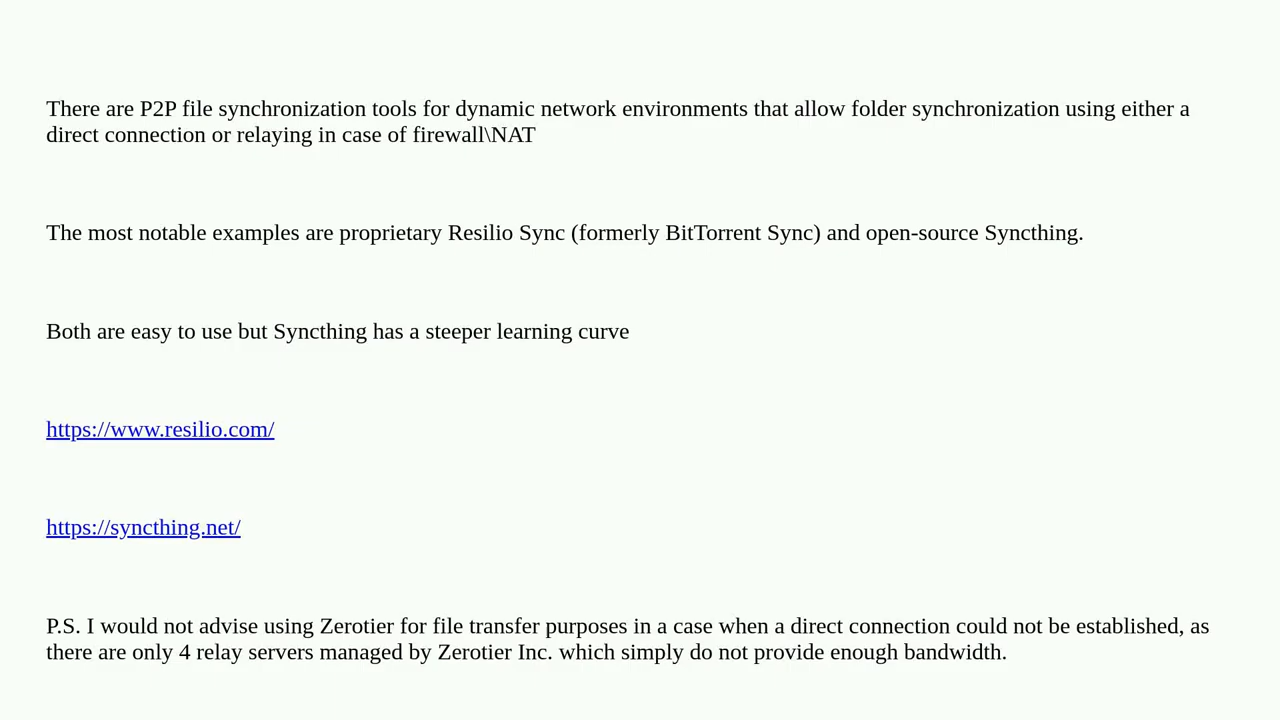 There are P2P file synchronization tools for dynamic network environments that allow folder synchronization using either a
direct connection or relaying in case of firewall\NAT
The most notable examples are proprietary Resilio Sync (formerly BitTorrent Sync) and open-source Syncthing.
Both are easy to use but Syncthing has a steeper learning curve
https://www.resilio.com/
https://syncthing.net/
P.S. I would not advise using Zerotier for file transfer purposes in a case when a direct connection could not be established, as
there are only 4 relay servers managed by Zerotier Inc. which simply do not provide enough bandwidth.